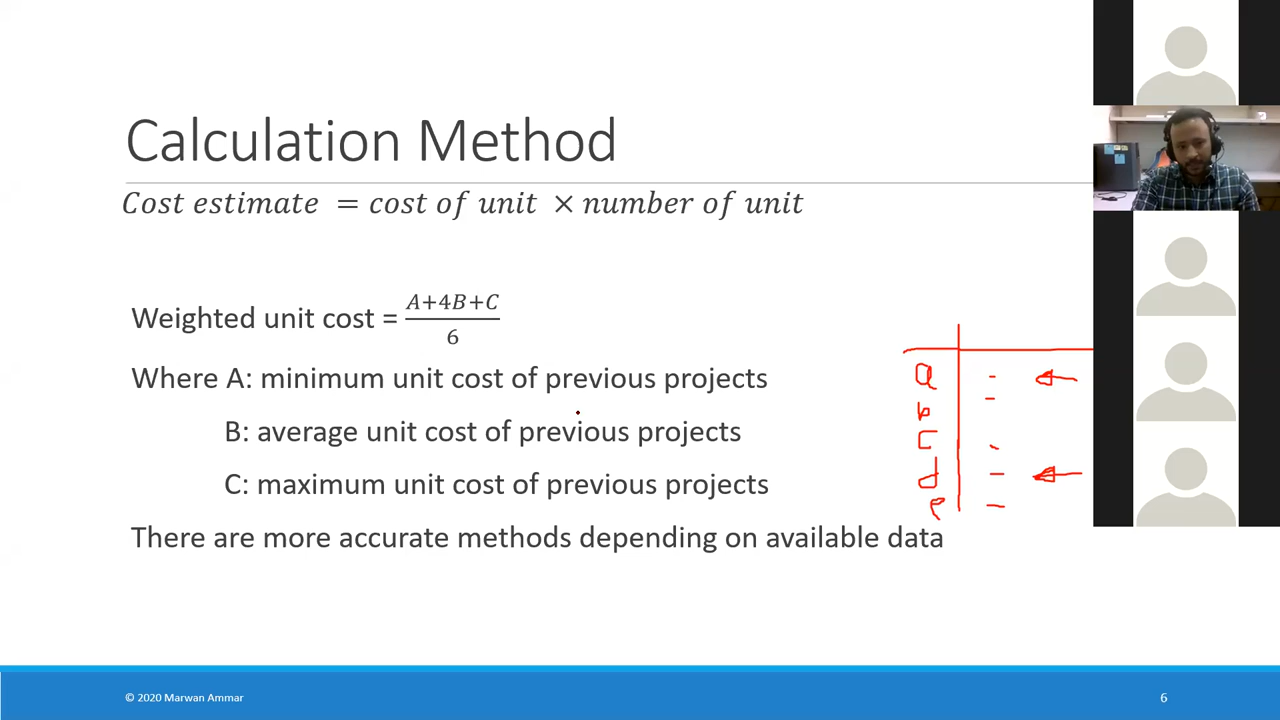 Calculation Method
Cost estimate = cost of unit × number of unit
Weighted unit cost = A+4B+C / 6
Where A: minimum unit cost of previous projects
B: average unit cost of previous projects
C: maximum unit cost of previous projects
There are more accurate methods depending on available data
a
b
c
d
e
© 2020 Marwan Ammar
6